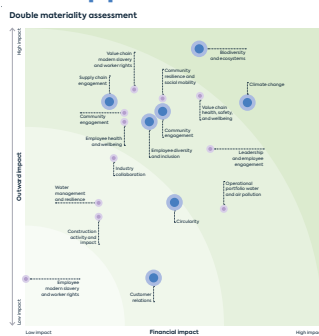 Double materiality assessment
High impact
Outward impact
Low impact
Biodiversity
and ecosystems
Value chain
modern slavery
and worker rights
Community
resilience and
social mobility
Supply chain
engagement
Climate change
Value chain
health, safety,
and wellbeing
Community
engagement
Community
engagement
Employee health
and wellbeing
Employee diversity
and inclusion
Leadership
and employee
engagement
Industry
collaboration
Water
management
and resilience
Operational
portfolio water
and air pollution
Circularity
Construction
activity and
impact
Employee
modern slavery
and worker rights
Customer
relations
Low impact
Financial impact
High impa